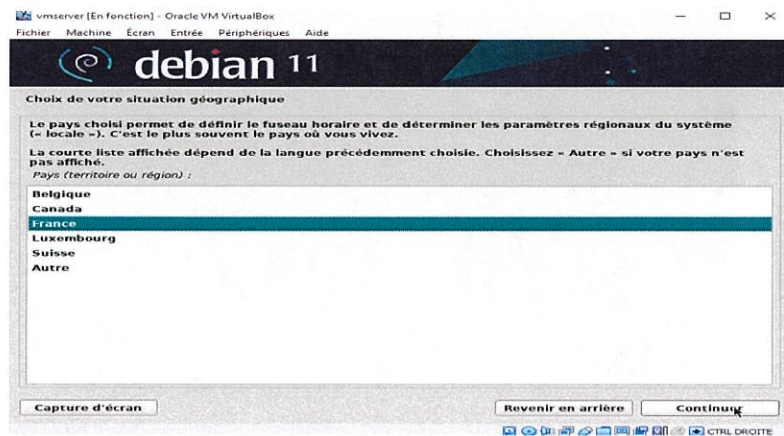 vmserver [En fonction] - Oracle VM VirtualBox
Fichier Machine Écran Entrée Périphériques Aide
debian 11
Choix de votre situation géographique
Le pays choisi permet de définir le fuseau horaire et de déterminer les paramètres régionaux du système
(« locale »). C'est le plus souvent le pays où vous vivez.
La courte liste affichée dépend de la langue précédemment choisie. Choisissez « Autre » si votre pays n'est
pas affiché.
Pays (territoire ou région) :
Belgique
Canada
France
Luxembourg
Suisse
Autre
Capture d'écran Revenir en arrière Continuer
CTRL DROITE